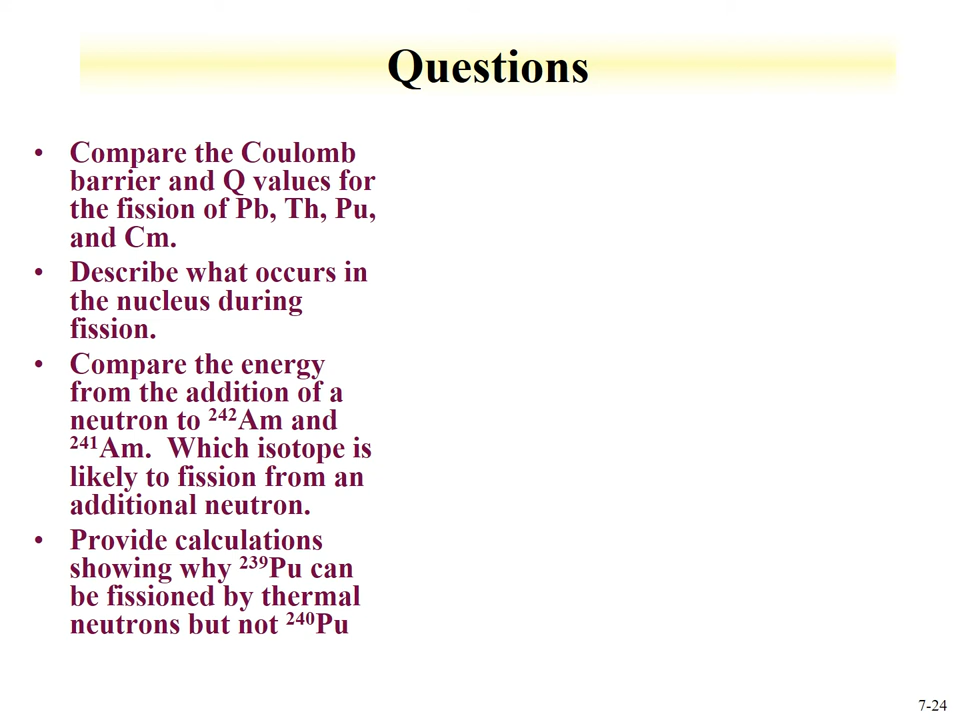 Questions
• Compare the Coulomb
barrier and Q values for
the fission of Pb, Th, Pu,
and Cm.
• Describe what occurs in
the nucleus during
fission.
• Compare the energy
from the addition of a
neutron to ²⁴²Am and
²⁴¹Am.  Which isotope is
likely to fission from an
additional neutron.
• Provide calculations
showing why ²³⁹Pu can
be fissioned by thermal
neutrons but not ²⁴⁰Pu
7-24